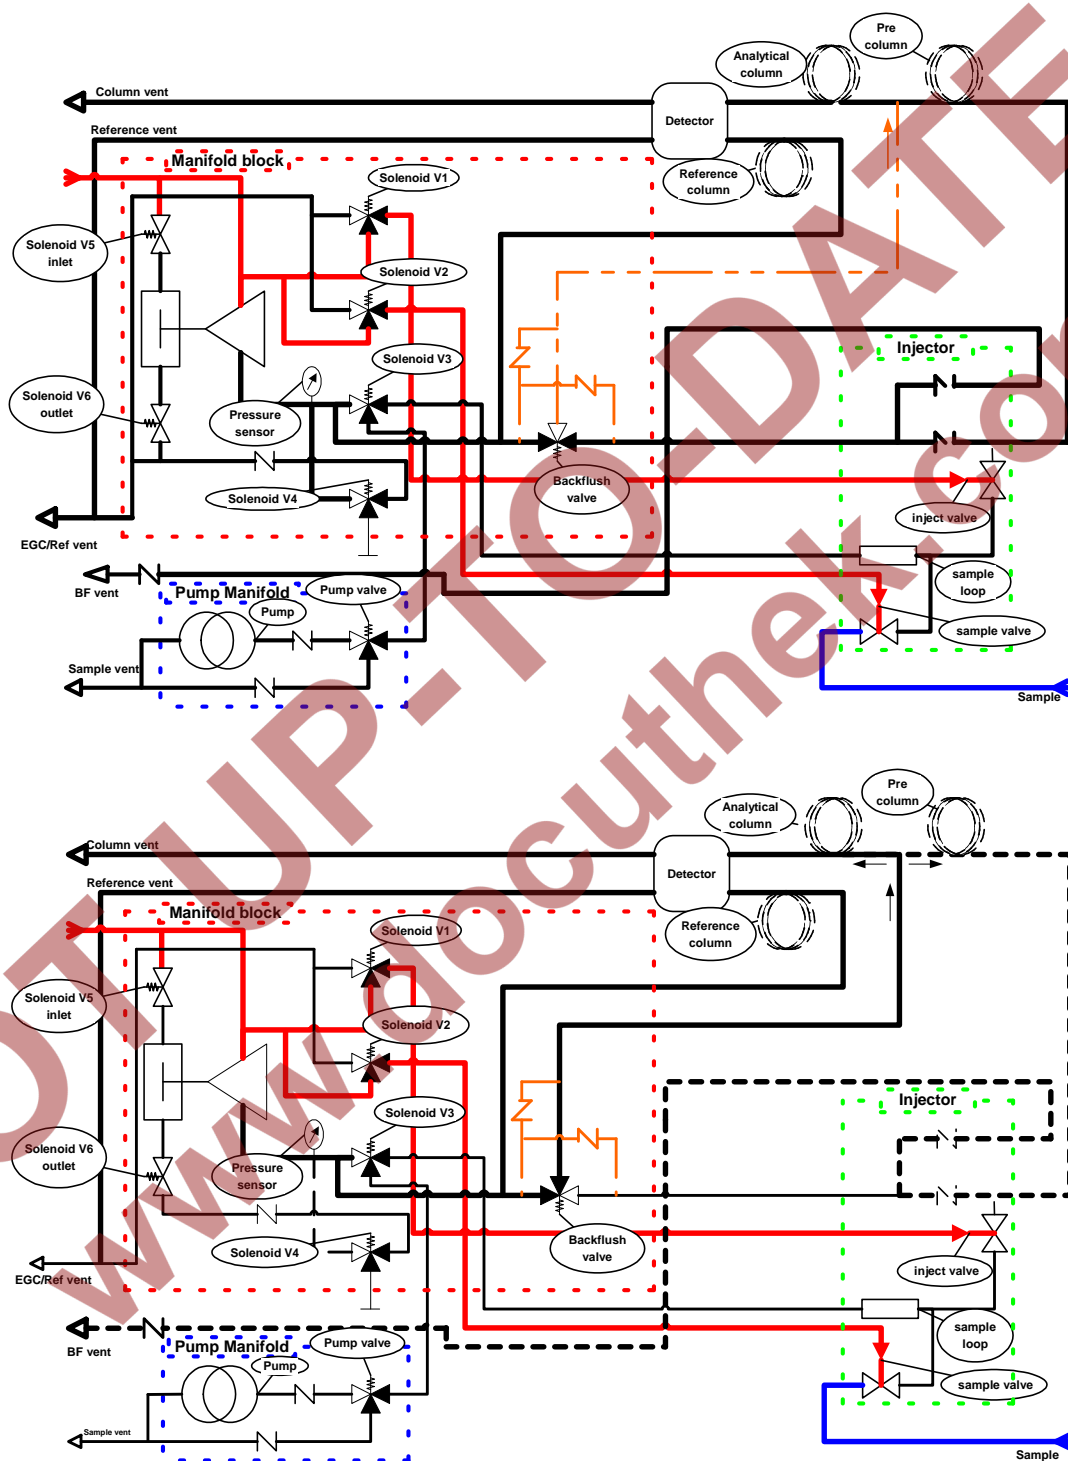 Pre
column
Analytical
column
Column vent
Detector
Reference vent
Manifold block
Solenoid V1
Reference
column
Solenoid V5
inlet
Solenoid V2
Injector
Solenoid V3
Solenoid V6
outlet
Pressure
sensor
Solenoid V4
Backflush
valve
inject valve
EGC/Ref vent
BF vent
Pump Manifold
Pump valve
sample
loop
Pump
sample valve
Sample vent
Sample
Pre
column
Analytical
column
Column vent
Detector
Reference vent
Manifold block
Solenoid V1
Reference
column
Solenoid V5
inlet
Solenoid V2
Injector
Solenoid V3
Solenoid V6
outlet
Pressure
sensor
Solenoid V4
Backflush
valve
inject valve
EGC/Ref vent
BF vent
Pump Manifold
Pump valve
sample
loop
Pump
sample valve
Sample vent
Sample
OT UP-TO-DATE
www.docuthek.com